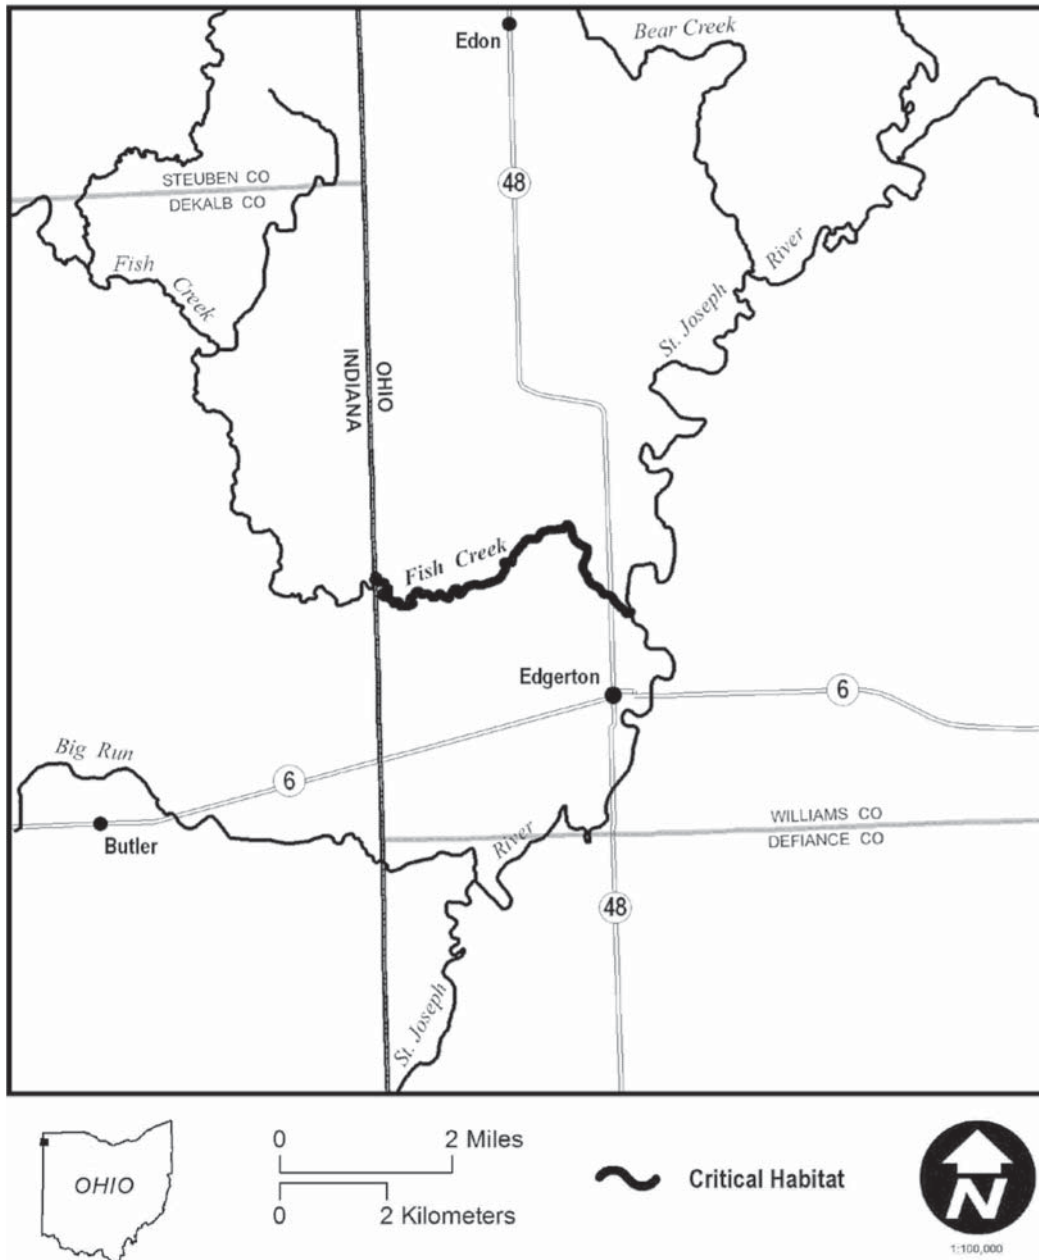 Edon
Bear Creek
48
STEUBEN CO
DEKALB CO
Fish
Creek
River
St. Joseph
OHIO
INDIANA
Fish Creek
Edgerton
6
Big Run
6
Butler
WILLIAMS CO
DEFIANCE CO
River
48
St. Joseph
OHIO
0 2 Miles
0 2 Kilometers
Critical Habitat
N
1:100,000